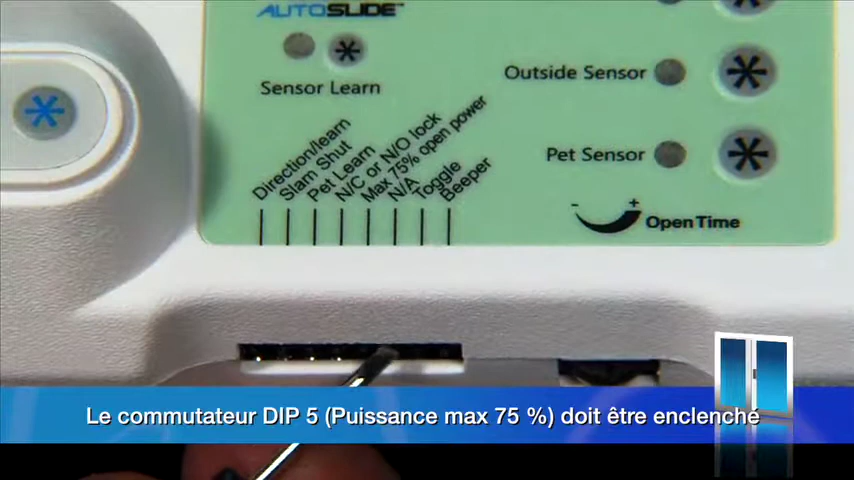 AUTOSLIDE
Sensor Learn
Outside Sensor
Pet Sensor
Direction/learn
Slam Shut
Pet Learn
N/C or N/O lock
Max 75% open power
N/A
Toggle
Beeper
- +
Open Time
Le commutateur DIP 5 (Puissance max 75 %) doit être enclenché